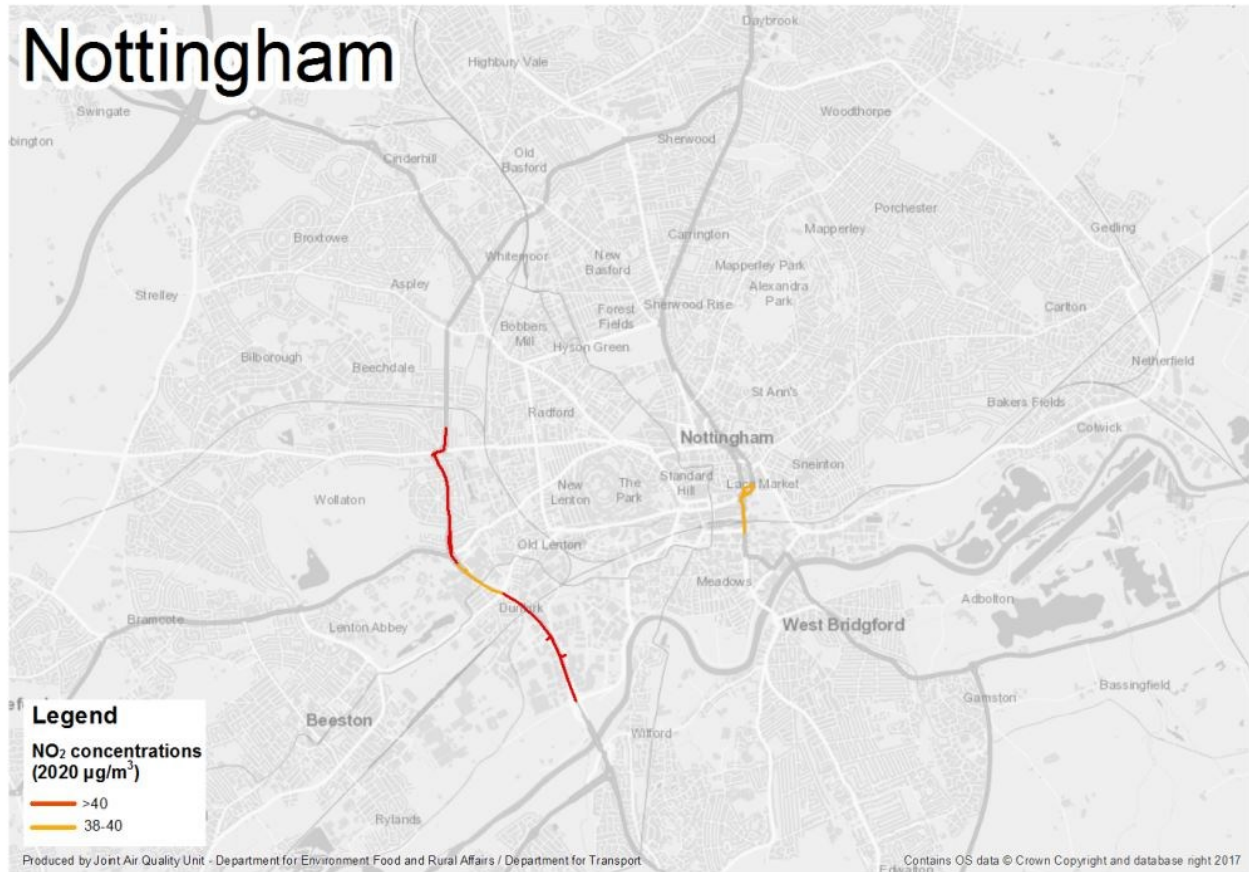 Nottingham
Daybrook
Highbury Vale
Swingate
Woodthorpe
Sherwood
Old
Basford
Cinderhill
Porchester
Mapperley
Gedling
Broxtowe
Carrington
Whitemoor
New
Basford
Mapperley Park
Aspley
Alexandra
Park
Strelley
Forest
Fields
Sherwood Rise
Carlton
Bobbers
Mill
Hyson Green
Bilborough
Beechdale
Netherfield
St Ann's
Radford
Bakers Fields
Colwick
Nottingham
Sneinton
Standard
Hill
Lace Market
The
Park
New
Lenton
Wollaton
Old Lenton
Meadows
Adbolton
Dunkirk
Bramcote
Lenton Abbey
West Bridgford
Bassingfield
Gamston
Beeston
Wilford
Legend
NO₂ concentrations
(2020 µg/m³)
>40
38-40
Rylands
Produced by Joint Air Quality Unit - Department for Environment Food and Rural Affairs / Department for Transport
Contains OS data © Crown Copyright and database right 2017
Edwalton